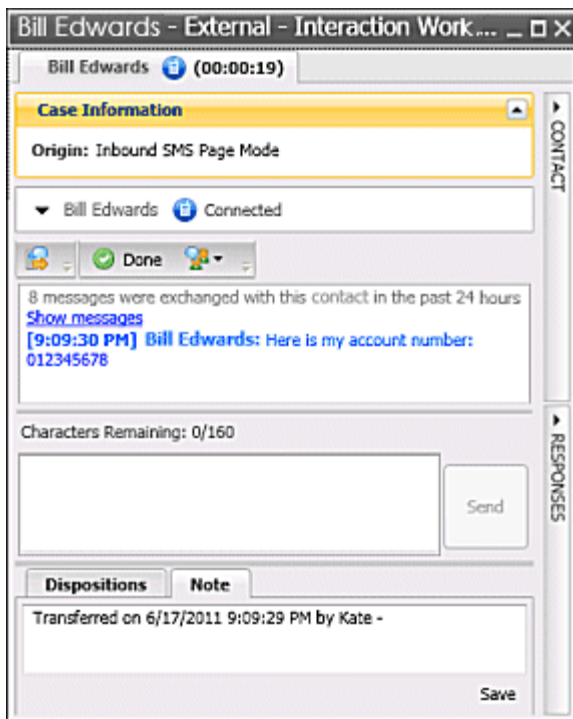 Bill Edwards - External - Interaction Work....
Bill Edwards (00:00:19)
Case Information
Origin: Inbound SMS Page Mode
Bill Edwards Connected
Done
8 messages were exchanged with this contact in the past 24 hours
Show messages
[9:09:30 PM] Bill Edwards: Here is my account number:
012345678
Characters Remaining: 0/160
Send
Dispositions Note
Transferred on 6/17/2011 9:09:29 PM by Kate -
Save
CONTACT
RESPONSES